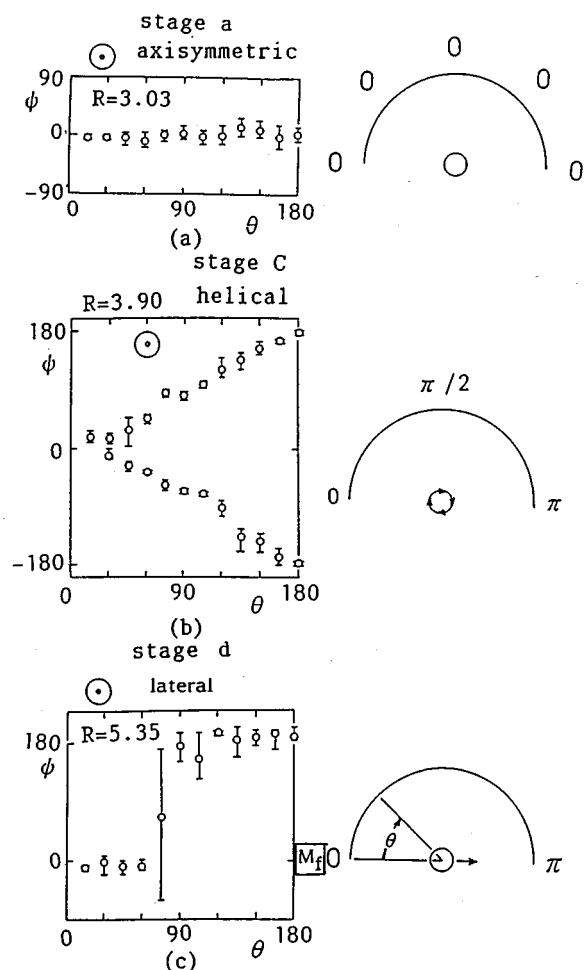 stage a
axisymmetric
90
ψ
0
-90
R=3.03
0
90
θ
180
(a)
0
0
0
0
0
stage C
helical
R=3.90
180
ψ
0
-180
0
90
θ
180
(b)
π/2
0
π
stage d
lateral
R=5.35
180
ψ
0
0
90
θ
180
(c)
Mf
0
θ
π